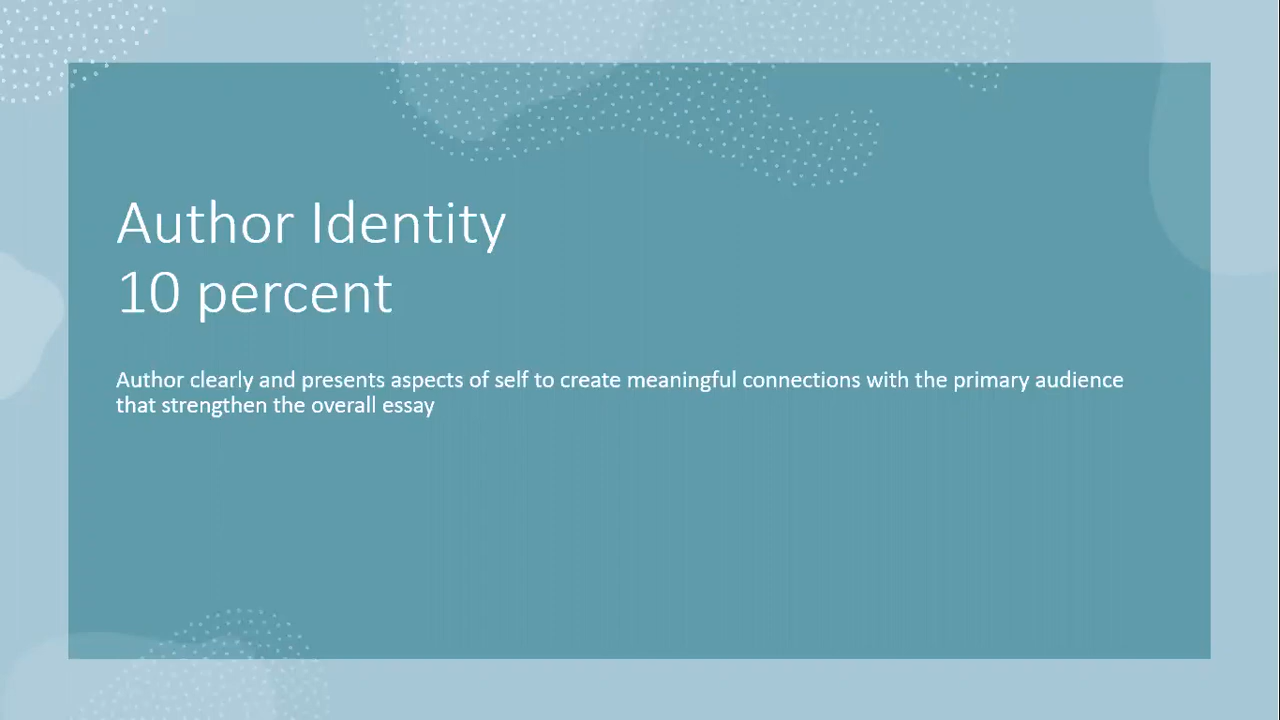 Author Identity
10 percent
Author clearly and presents aspects of self to create meaningful connections with the primary audience
that strengthen the overall essay